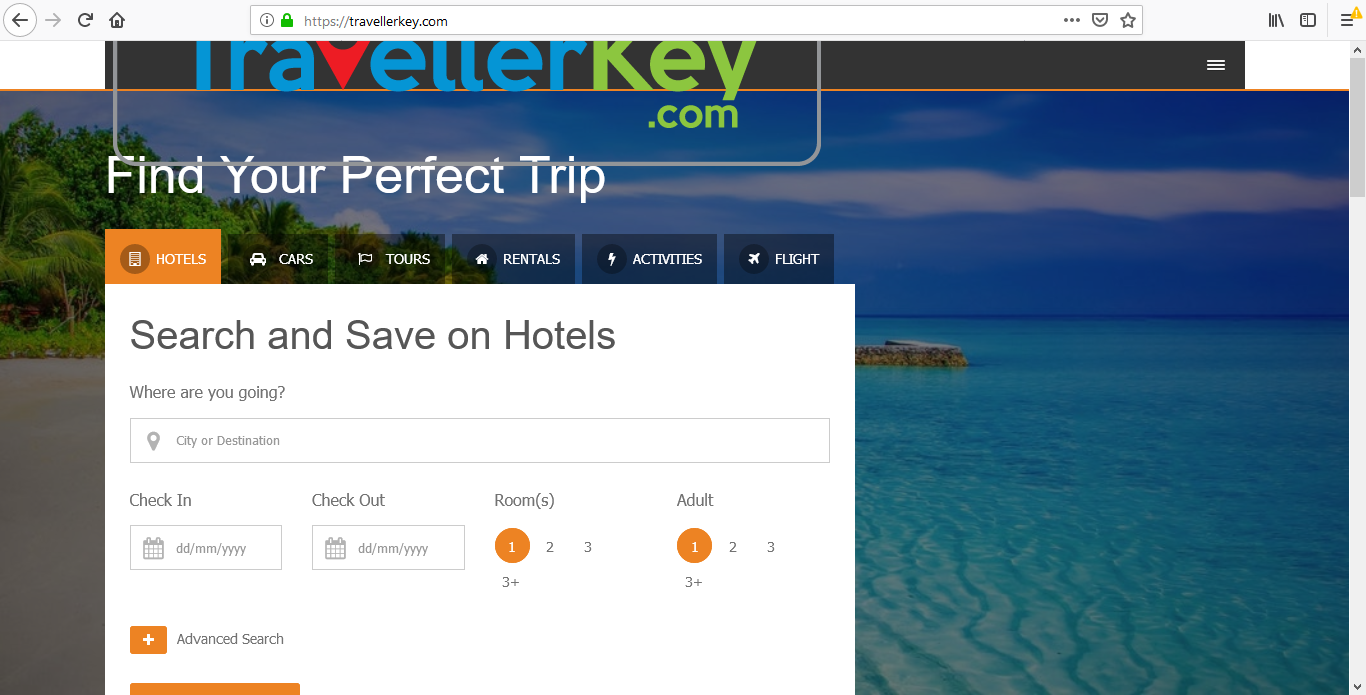 https://travellerkey.com
TravellerKey
.com
Find Your Perfect Trip
HOTELS CARS TOURS RENTALS ACTIVITIES FLIGHT
Search and Save on Hotels
Where are you going?
City or Destination
Check In Check Out Room(s) Adult
dd/mm/yyyy dd/mm/yyyy 1 2 3 1 2 3
3+ 3+
Advanced Search